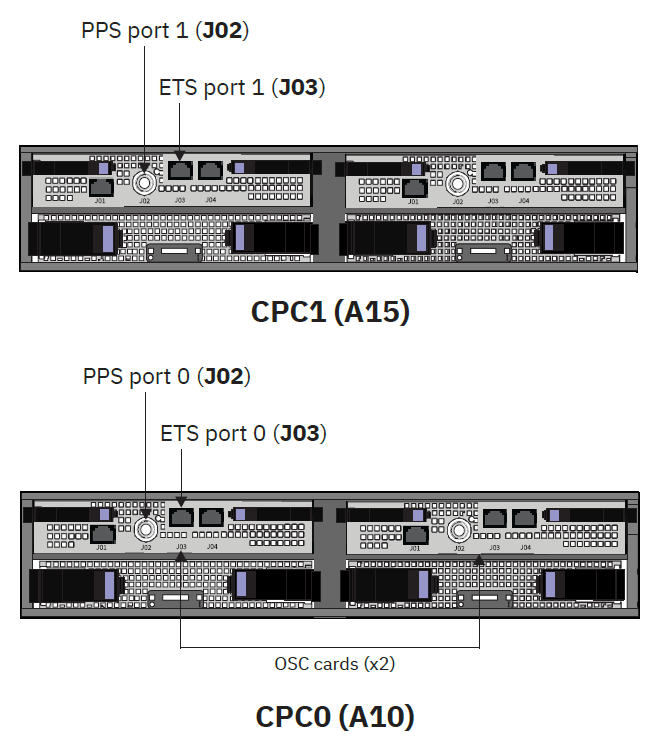 PPS port 1 (J02)
ETS port 1 (J03)
J01 J02 J03 J04 J01 J02 J03 J04
CPC1 (A15)
PPS port 0 (J02)
ETS port 0 (J03)
J01 J02 J03 J04 J01 J02 J03 J04
OSC cards (x2)
CPC0 (A10)